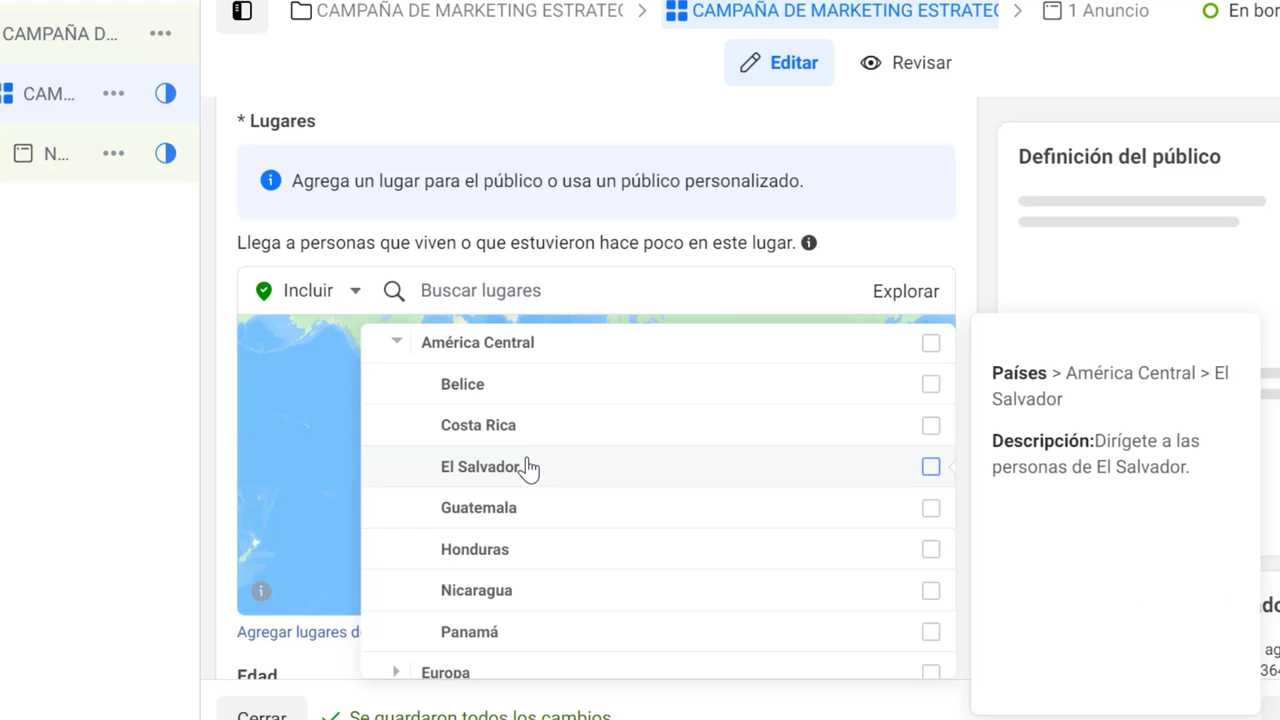 CAMPAÑA DE MARKETING ESTRATEC
CAMPAÑA DE MARKETING ESTRATEC
1 Anuncio
En bor
CAMPAÑA D...
CAM...
N...
Editar
Revisar
* Lugares
Agrega un lugar para el público o usa un público personalizado.
Llega a personas que viven o que estuvieron hace poco en este lugar.
Incluir
Buscar lugares
Explorar
América Central
Belice
Costa Rica
El Salvador
Guatemala
Honduras
Nicaragua
Panamá
Europa
Agregar lugares d
Edad
Cerrar
Se guardaron todos los cambios
Definición del público
Países > América Central > El
Salvador
Descripción:Dirígete a las
personas de El Salvador.